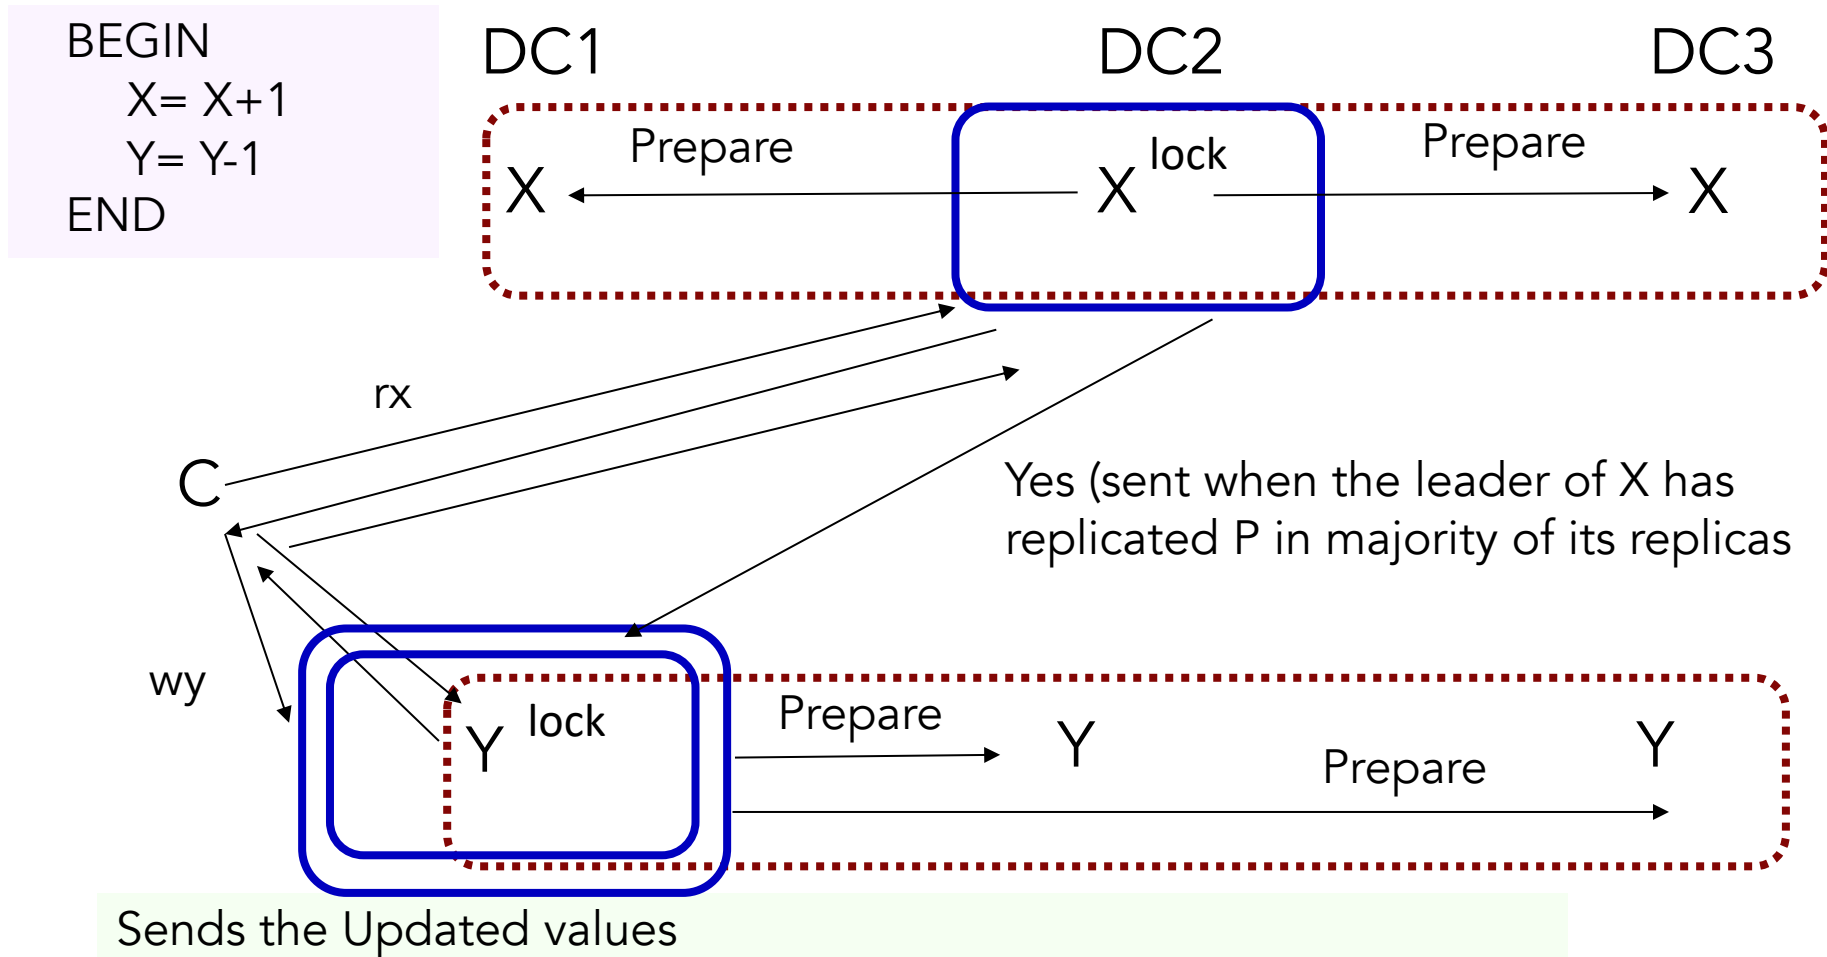 BEGIN
X= X+1
Y= Y-1
END
DC1
DC2
DC3
Prepare
lock
Prepare
X
X
X
rx
C
Yes (sent when the leader of X has
replicated P in majority of its replicas
wy
Y
lock
Prepare
Y
Prepare
Y
Sends the Updated values